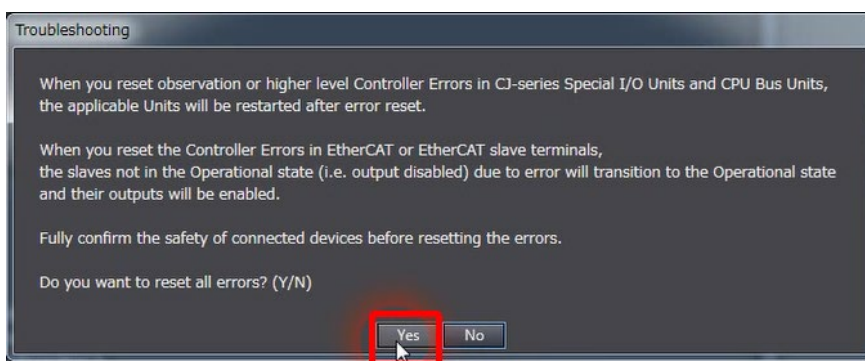 Troubleshooting
When you reset observation or higher level Controller Errors in CJ-series Special I/O Units and CPU Bus Units,
the applicable Units will be restarted after error reset.
When you reset the Controller Errors in EtherCAT or EtherCAT slave terminals,
the slaves not in the Operational state (i.e. output disabled) due to error will transition to the Operational state
and their outputs will be enabled.
Fully confirm the safety of connected devices before resetting the errors.
Do you want to reset all errors? (Y/N)
Yes No